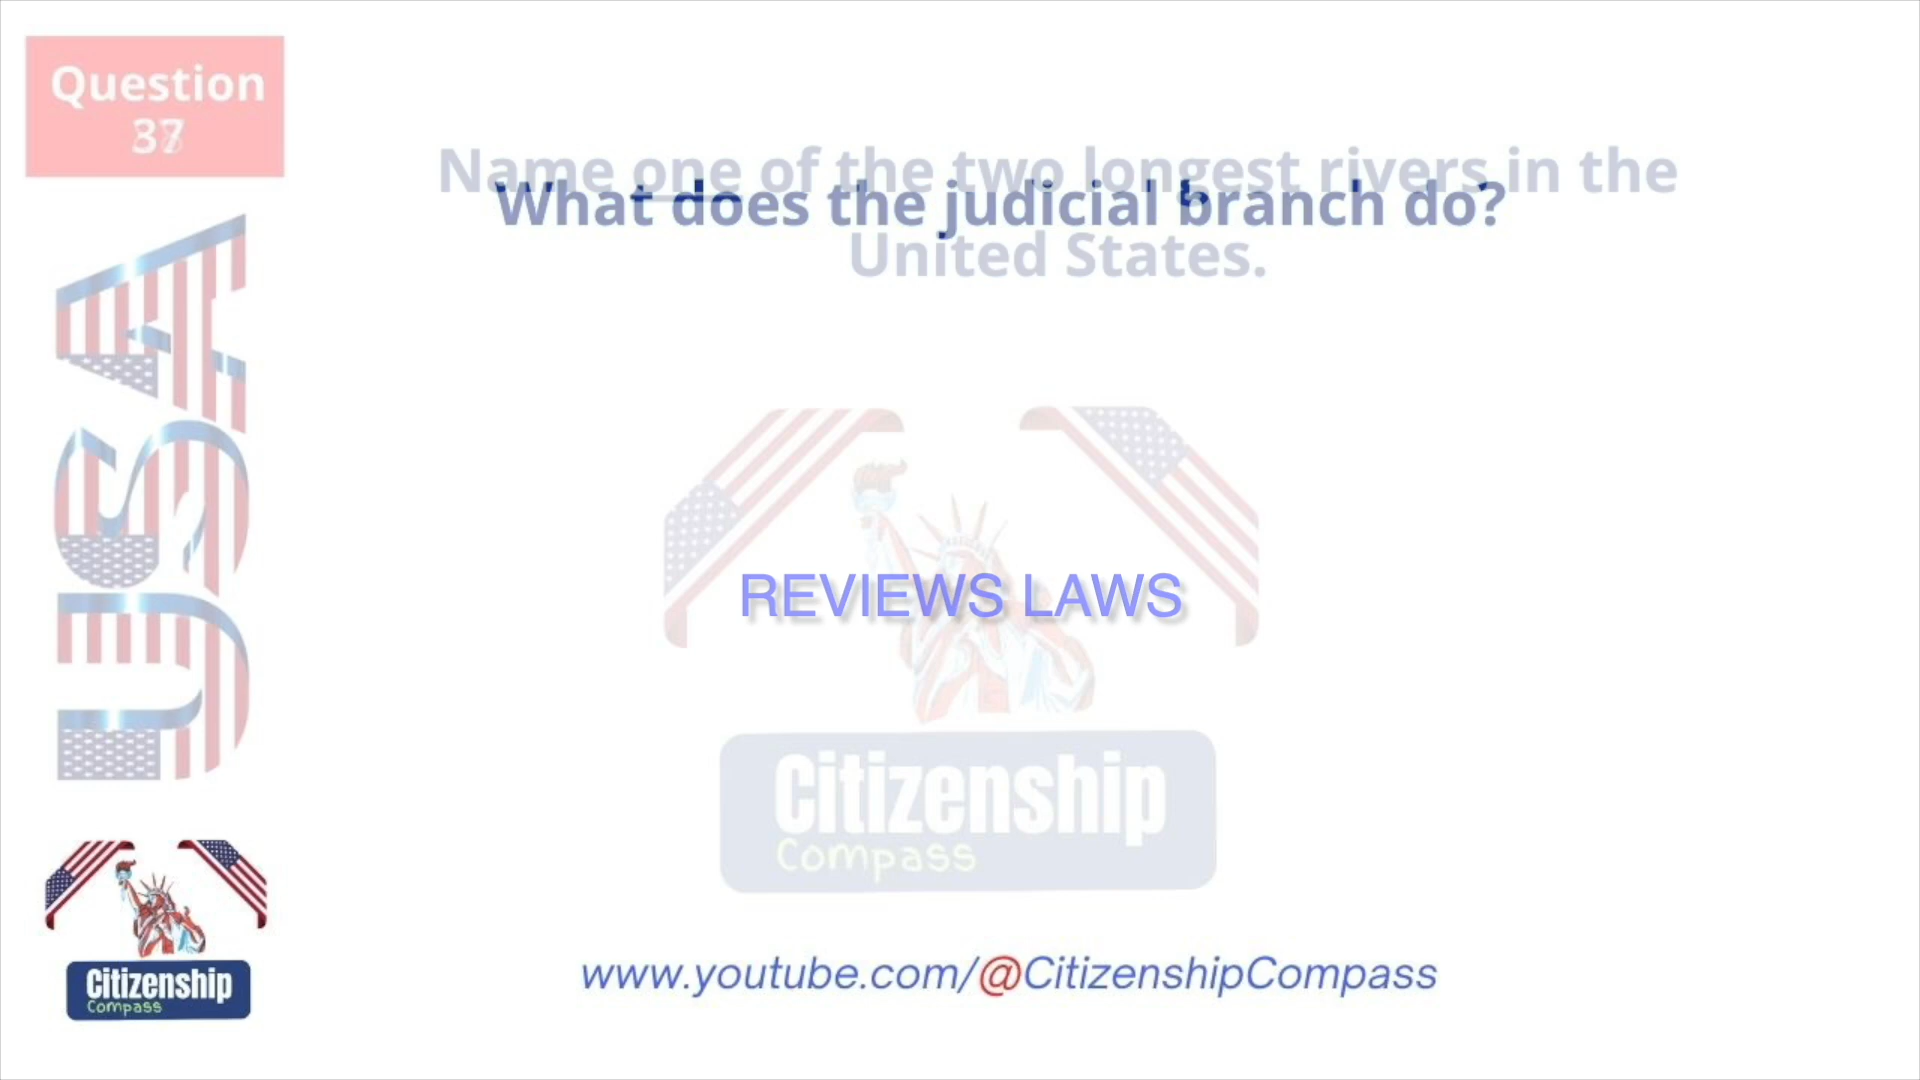 Question
37
Name one of the two longest rivers in the
What does the judicial branch do?
United States.
USA
REVIEWS LAWS
Citizenship
Compass
Citizenship
Compass
www.youtube.com/@CitizenshipCompass